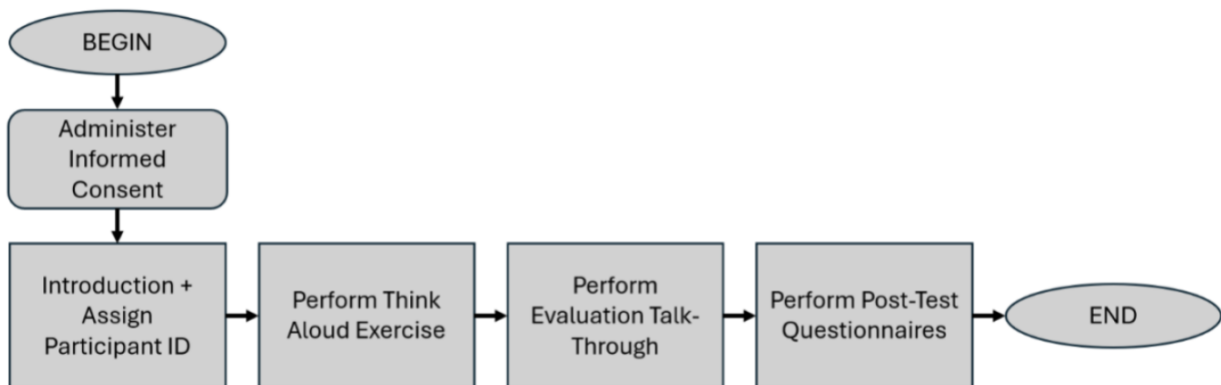 BEGIN
Administer
Informed
Consent
Introduction +
Assign
Participant ID
Perform Think
Aloud Exercise
Perform
Evaluation Talk-
Through
Perform Post-Test
Questionnaires
END